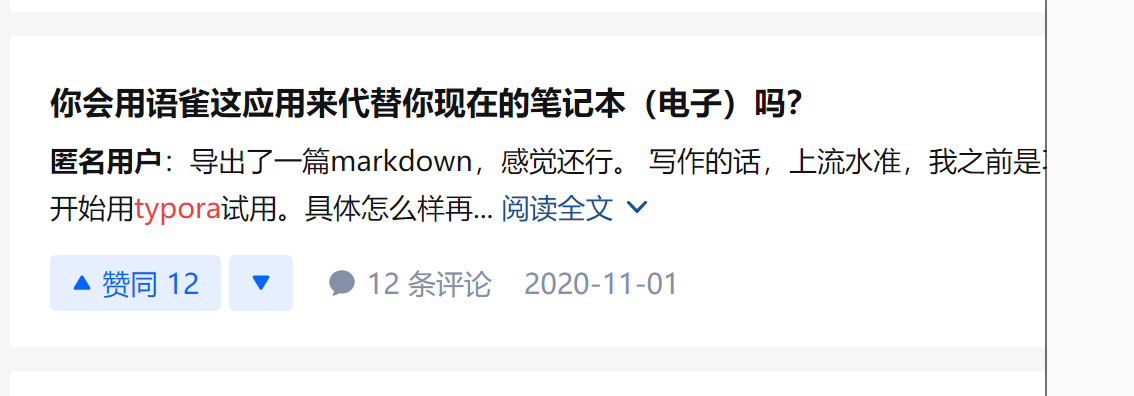 你会用语雀这应用来代替你现在的笔记本（电子）吗？
匿名用户：导出了一篇markdown，感觉还行。 写作的话，上流水准，我之前是
开始用typora试用。具体怎么样再... 阅读全文
赞同 12 12 条评论 2020-11-01